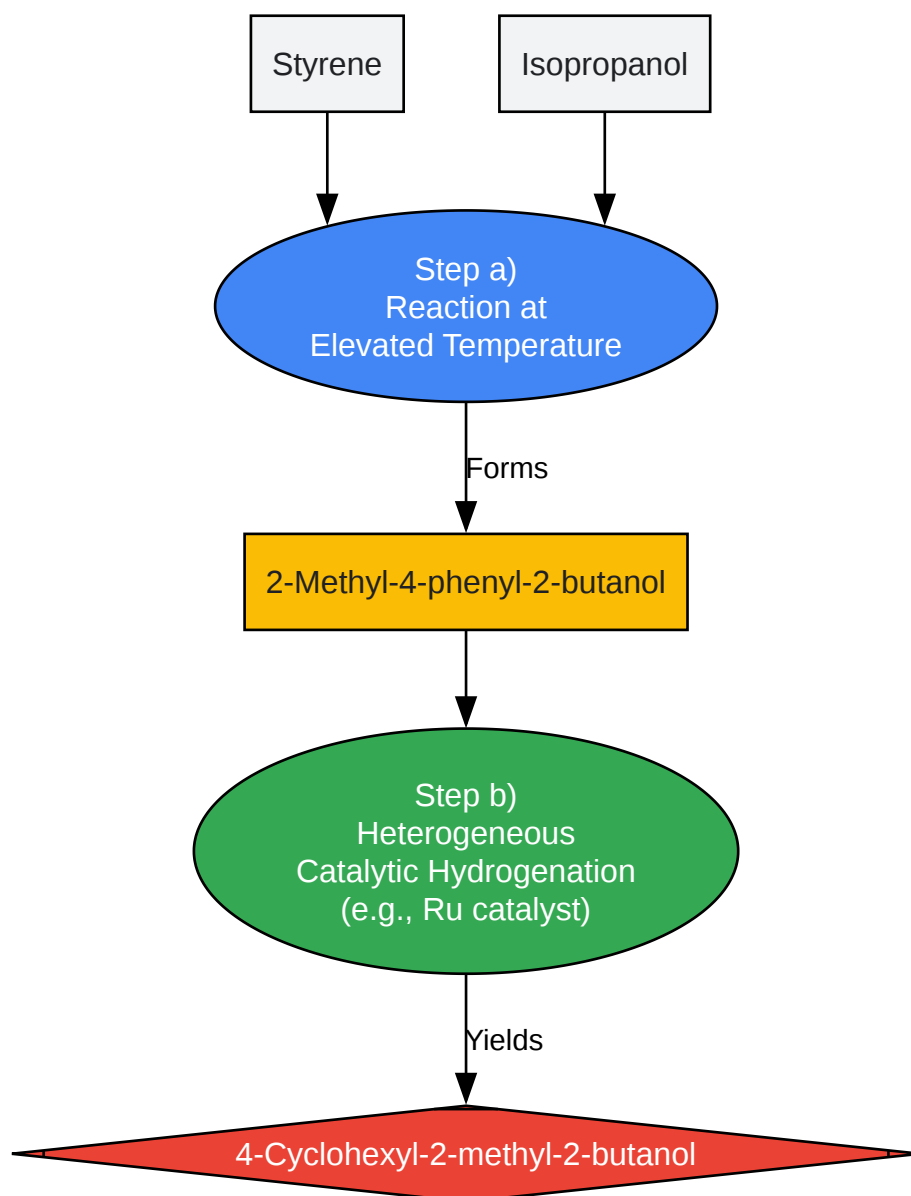 Styrene
Isopropanol
Step a)
Reaction at
Elevated Temperature
Forms
2-Methyl-4-phenyl-2-butanol
Step b)
Heterogeneous
Catalytic Hydrogenation
(e.g., Ru catalyst)
Yields
4-Cyclohexyl-2-methyl-2-butanol